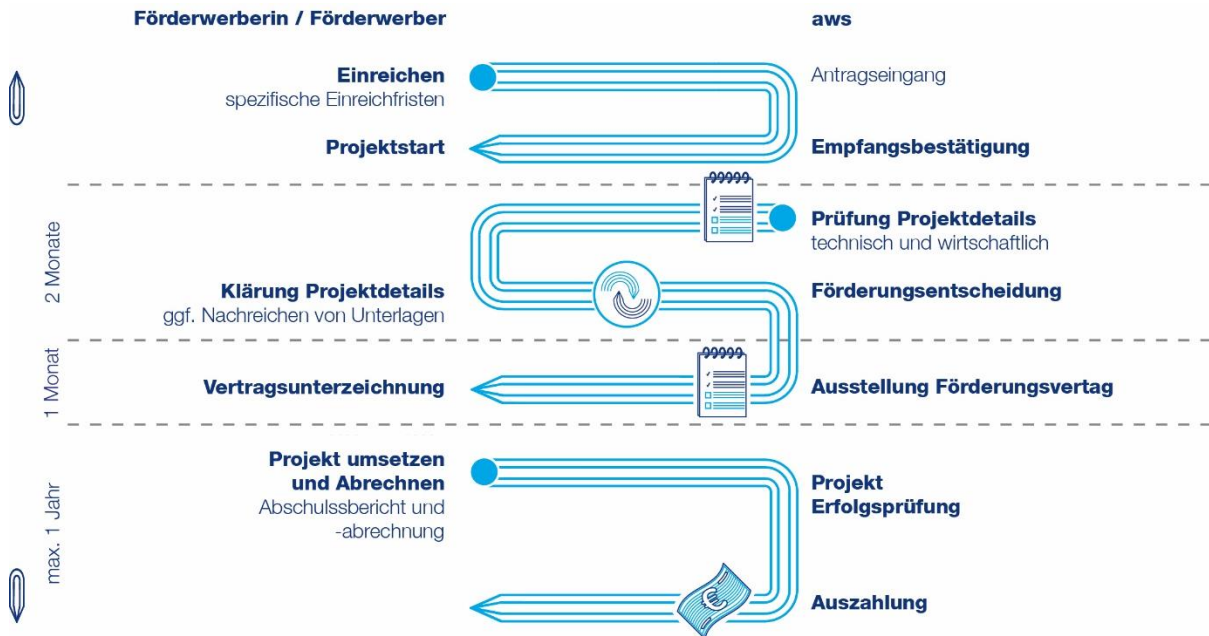 Förderwerberin / Förderwerber
aws
Einreichen
spezifische Einreichfristen
Antragseingang
Projektstart
Empfangsbestätigung
2 Monate
Prüfung Projektdetails
technisch und wirtschaftlich
Klärung Projektdetails
ggf. Nachreichen von Unterlagen
Förderungsentscheidung
1 Monat
Vertragsunterzeichnung
Ausstellung Förderungsvertag
max. 1 Jahr
Projekt umsetzen
und Abrechnen
Abschulssbericht und
-abrechnung
Projekt
Erfolgsprüfung
€
Auszahlung